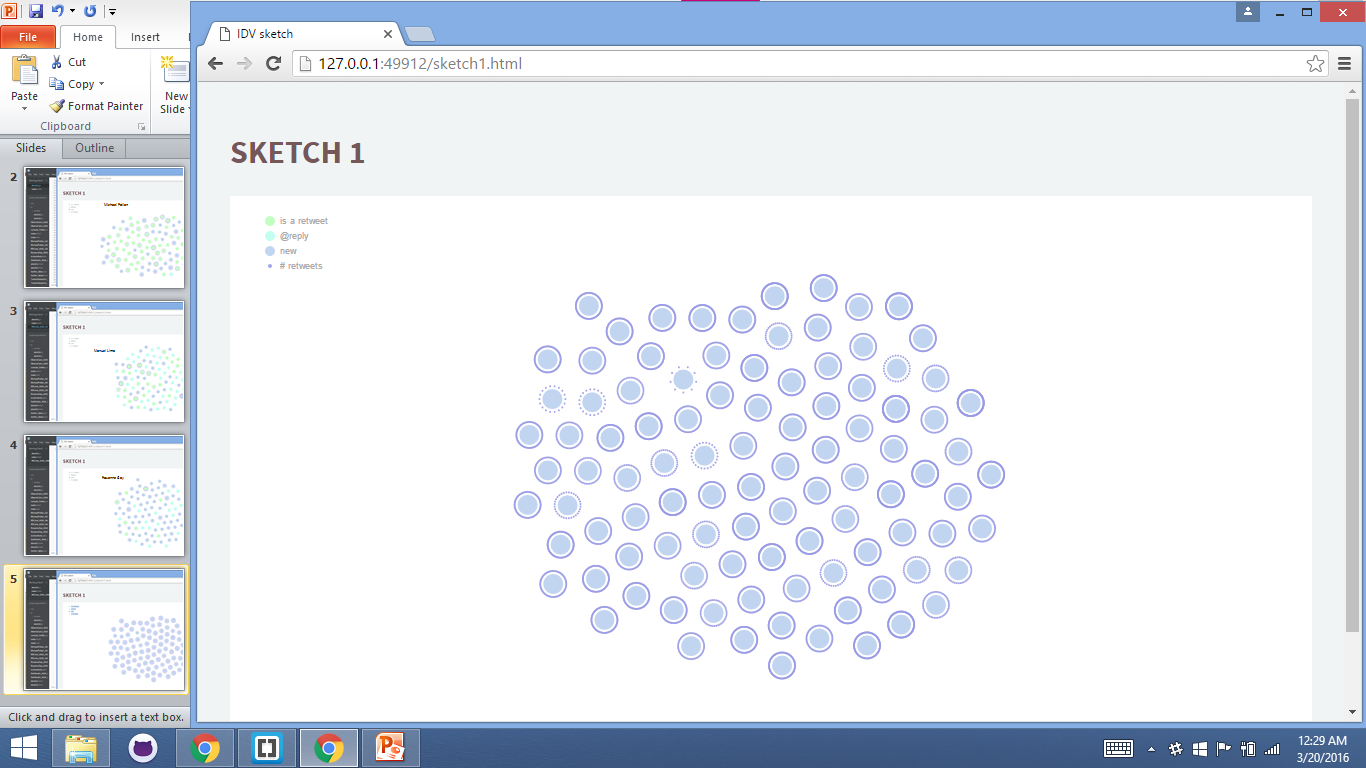 File
Home
Insert
Cut
Copy
Format Painter
Paste
New
Slide
Clipboard
Slides
Outline
2
SKETCH 1
3
SKETCH 1
4
SKETCH 1
5
SKETCH 1
Click and drag to insert a text box.
IDV sketch
127.0.0.1:49912/sketch1.html
SKETCH 1
is a retweet
@reply
new
# retweets
12:29 AM
3/20/2016